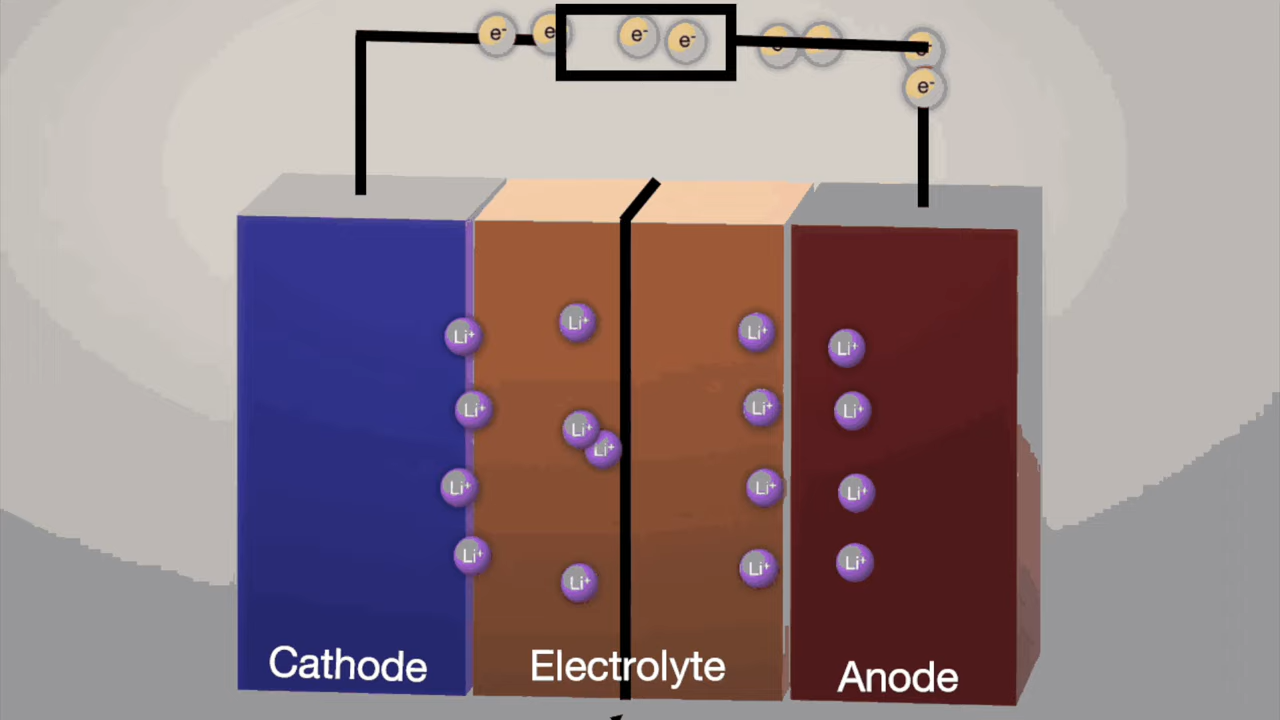 e⁻ e e⁻ e⁻ e⁻ e⁻
e⁻
Li⁺ Li⁺ Li⁺ Li⁺
Li⁺ Li⁺ Li⁺ Li⁺ Li⁺
Li⁺ Li⁺ Li⁺
Li⁺ Li⁺ Li⁺ Li⁺
Cathode Electrolyte Anode